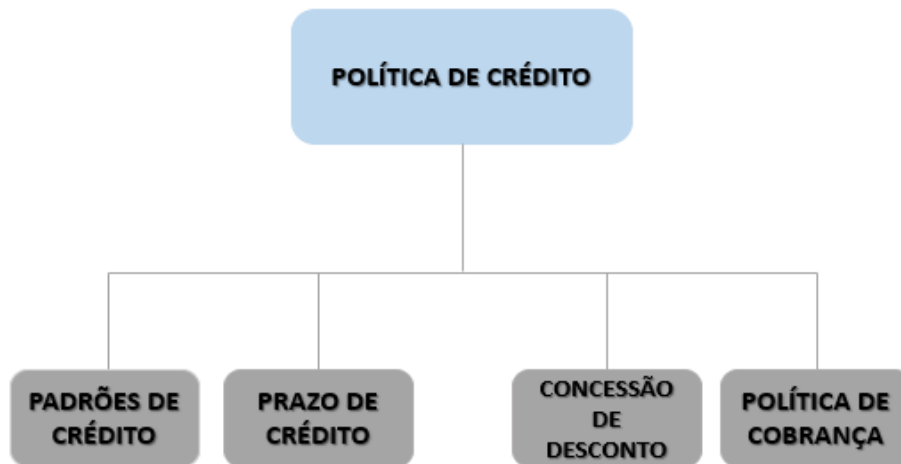 POLÍTICA DE CRÉDITO
PADRÕES DE
CRÉDITO
PRAZO DE
CRÉDITO
CONCESSÃO
DE
DESCONTO
POLÍTICA DE
COBRANÇA